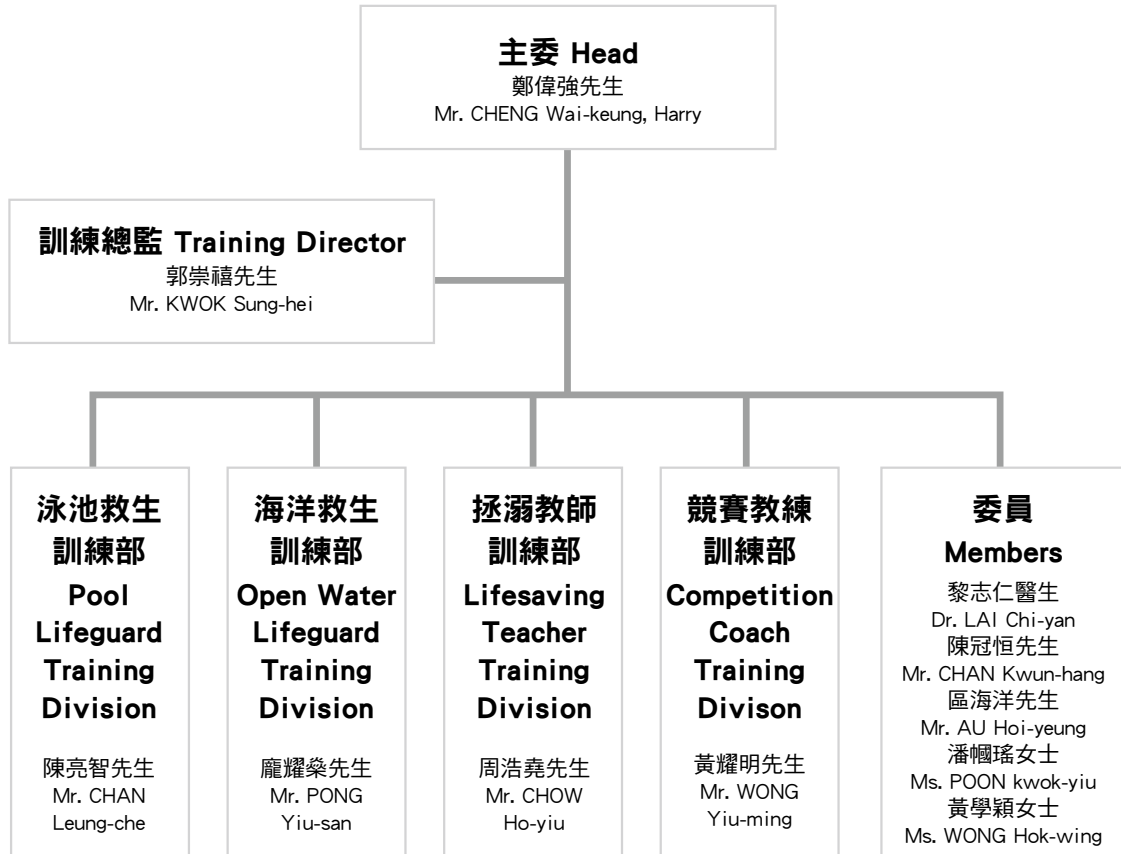 主委 Head
鄭偉強先生
Mr. CHENG Wai-keung, Harry
訓練總監 Training Director
郭崇禧先生
Mr. KWOK Sung-hei
泳池救生
訓練部
Pool
Lifeguard
Training
Division
陳亮智先生
Mr. CHAN
Leung-che
海洋救生
訓練部
Open Water
Lifeguard
Training
Division
龐耀燊先生
Mr. PONG
Yiu-san
拯溺教師
訓練部
Lifesaving
Teacher
Training
Division
周浩堯先生
Mr. CHOW
Ho-yiu
競賽教練
訓練部
Competition
Coach
Training
Divison
黃耀明先生
Mr. WONG
Yiu-ming
委員
Members
黎志仁醫生
Dr. LAI Chi-yan
陳冠恒先生
Mr. CHAN Kwun-hang
區海洋先生
Mr. AU Hoi-yeung
潘幗瑤女士
Ms. POON kwok-yiu
黃學穎女士
Ms. WONG Hok-wing